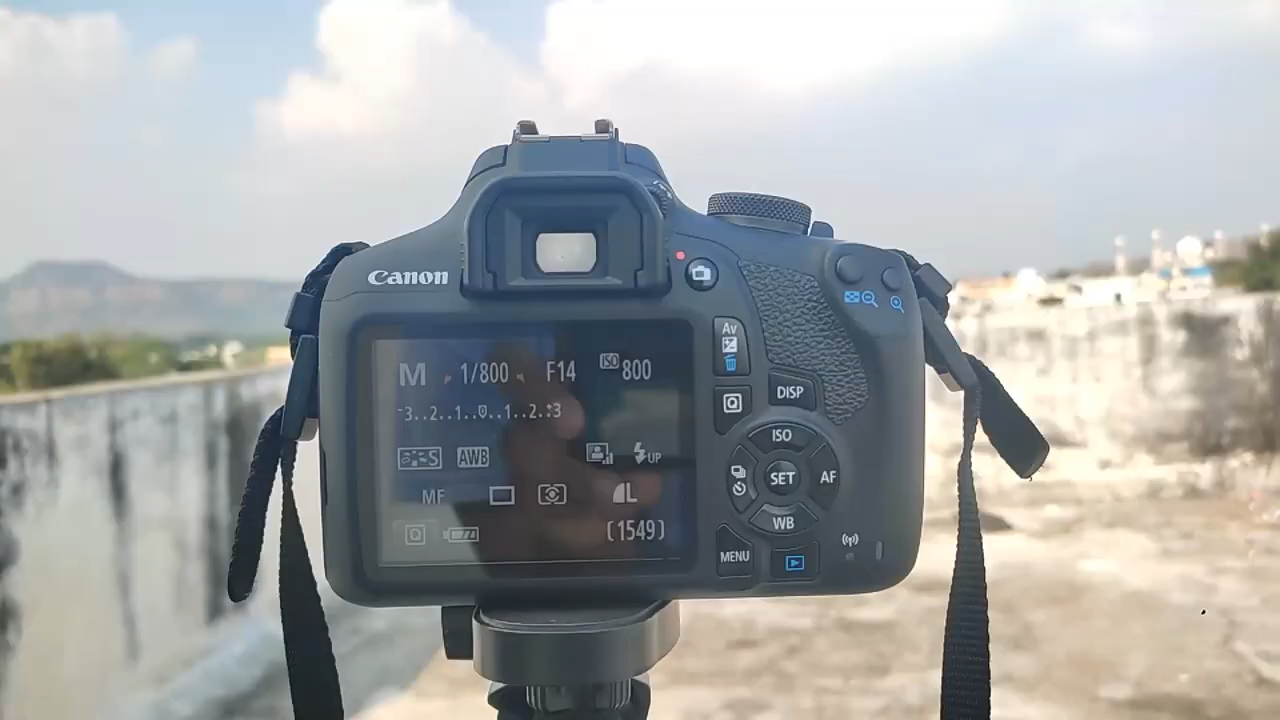 Canon
M 1/800 F14 ISO 800
-3..2..1..0..1..2.:3
S AWB
UP
MF
L
Q
[1549]
Av
Q
DISP
ISO
AF
SET
WB
MENU